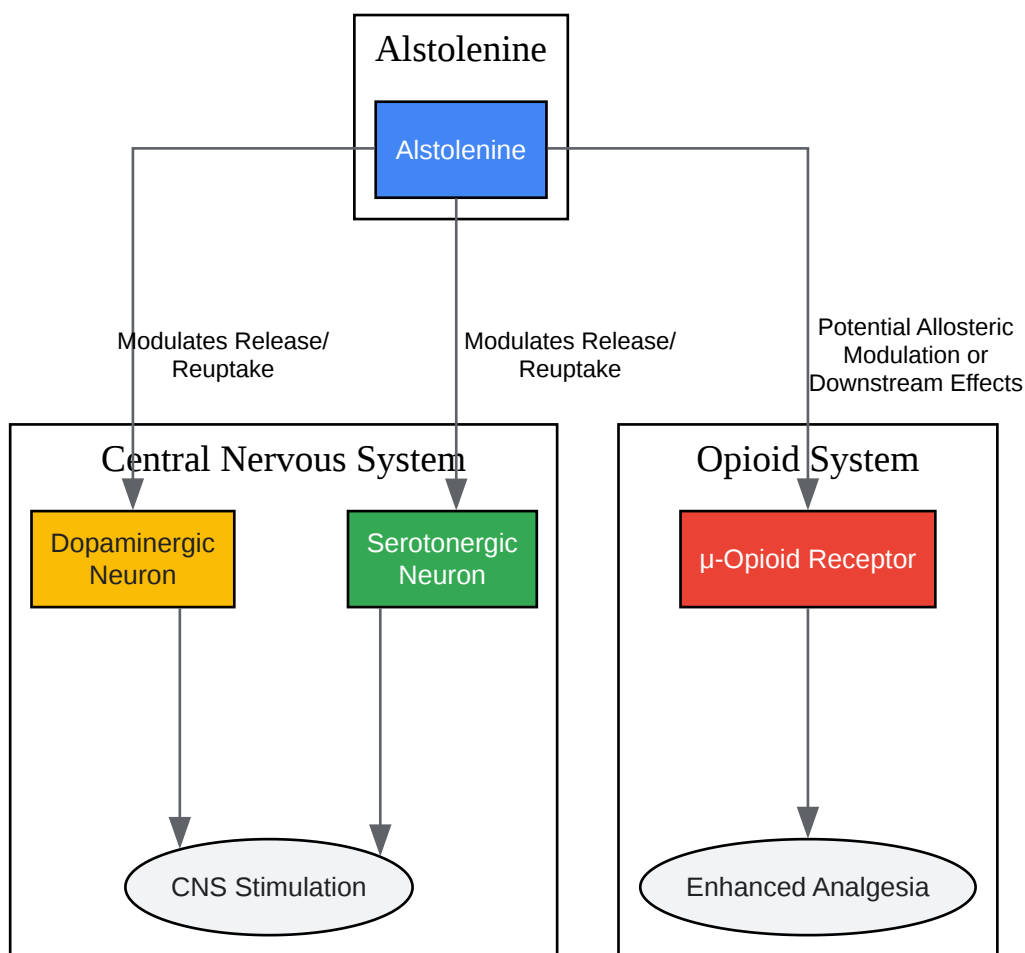 Alstolenine
Alstolenine
Modulates Release/
Reuptake
Modulates Release/
Reuptake
Potential Allosteric
Modulation or
Downstream Effects
Central Nervous System
Opioid System
Dopaminergic
Neuron
Serotonergic
Neuron
μ-Opioid Receptor
CNS Stimulation
Enhanced Analgesia